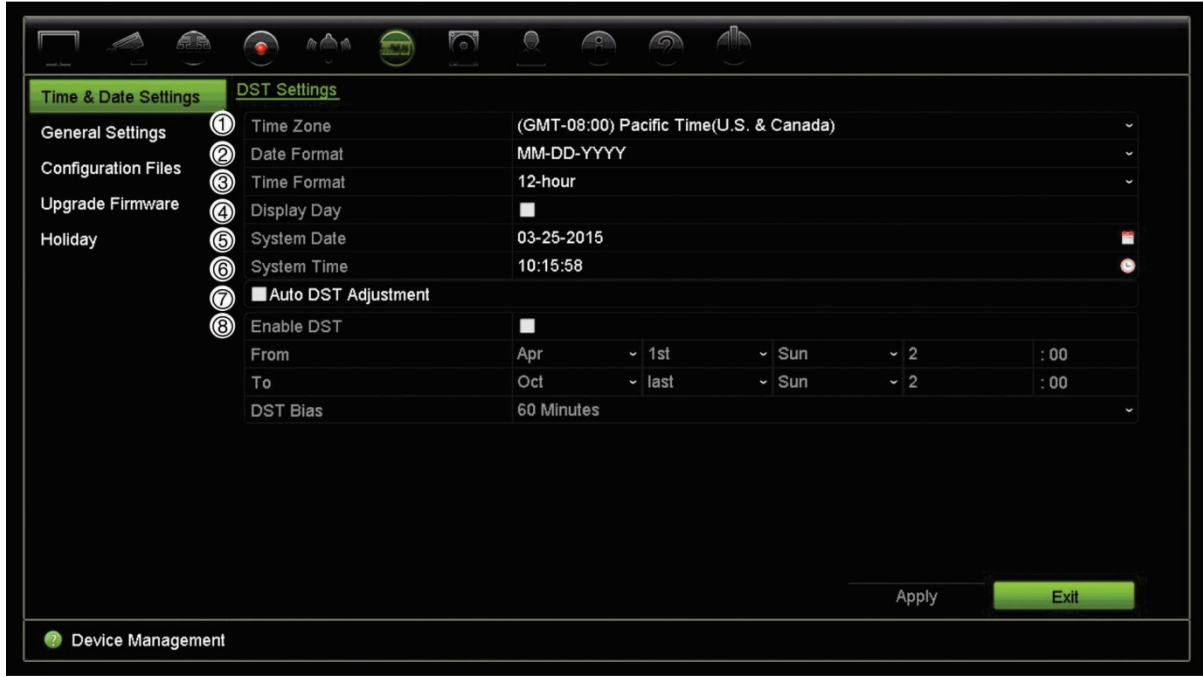 Time & Date Settings
General Settings
Configuration Files
Upgrade Firmware
Holiday
DST Settings
① Time Zone (GMT-08:00) Pacific Time(U.S. & Canada)
② Date Format MM-DD-YYYY
③ Time Format 12-hour
④ Display Day
⑤ System Date 03-25-2015
⑥ System Time 10:15:58
⑦ Auto DST Adjustment
⑧ Enable DST
From Apr 1st Sun 2 : 00
To Oct last Sun 2 : 00
DST Bias 60 Minutes
Apply Exit
? Device Management